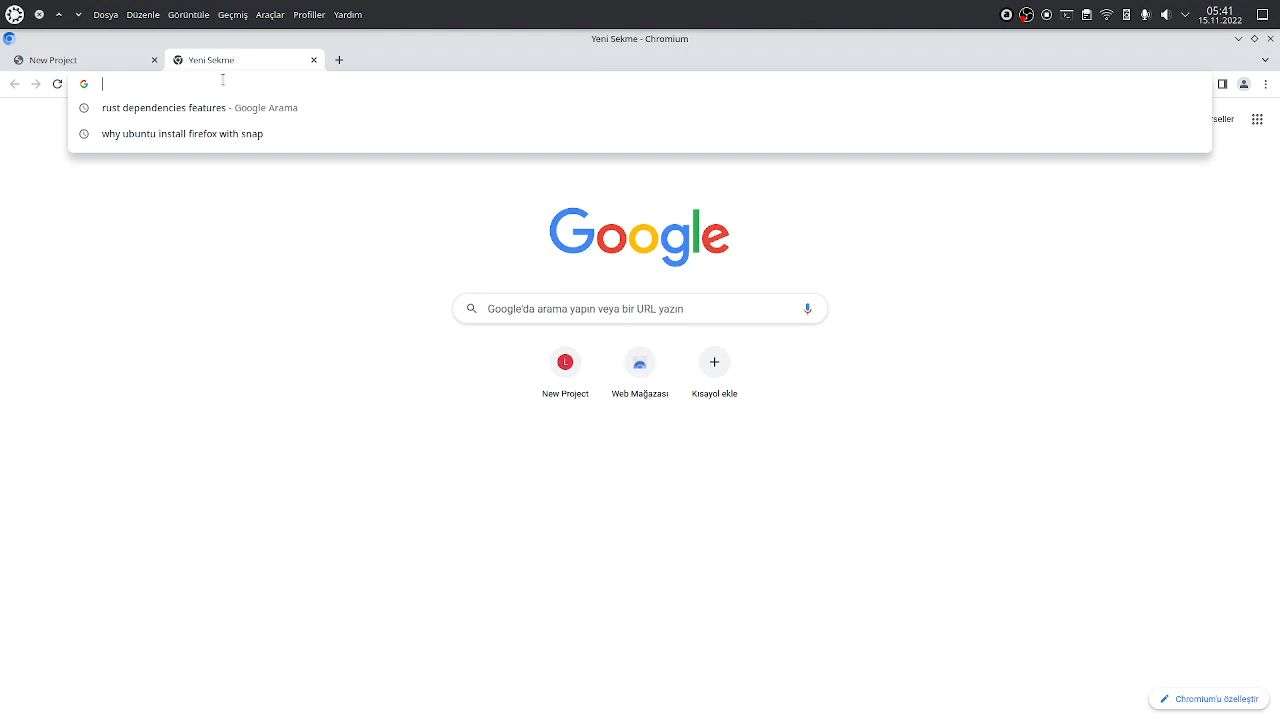 Dosya Düzenle Görüntüle Geçmiş Araçlar Profiller Yardım
05:41
15.11.2022
Yeni Sekme - Chromium
New Project
Yeni Sekme
rust dependencies features - Google Arama
why ubuntu install firefox with snap
rseller
Google
Google'da arama yapın veya bir URL yazın
L
New Project
Web Mağazası
Kısayol ekle
Chromium'u özelleştir